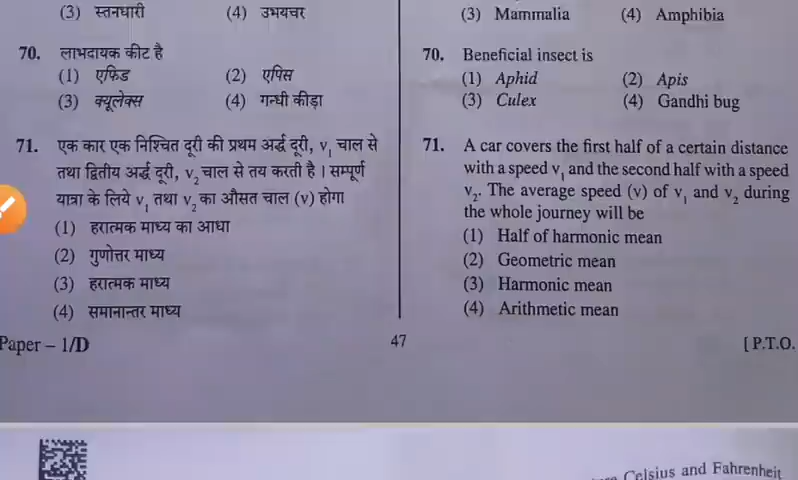 (3) स्तनधारी (4) उभयचर
70. लाभदायक कीट है
(1) एफिड (2) एपिस
(3) क्यूलेक्स (4) गन्धी कीड़ा
71. एक कार एक निश्चित दूरी की प्रथम अर्द्ध दूरी, v₁ चाल से
तथा द्वितीय अर्द्ध दूरी, v₂ चाल से तय करती है । सम्पूर्ण
यात्रा के लिये v₁ तथा v₂ का औसत चाल (v) होगा
(1) हरात्मक माध्य का आधा
(2) गुणोत्तर माध्य
(3) हरात्मक माध्य
(4) समानान्तर माध्य
(3) Mammalia (4) Amphibia
70. Beneficial insect is
(1) Aphid (2) Apis
(3) Culex (4) Gandhi bug
71. A car covers the first half of a certain distance
with a speed v₁ and the second half with a speed
v₂. The average speed (v) of v₁ and v₂ during
the whole journey will be
(1) Half of harmonic mean
(2) Geometric mean
(3) Harmonic mean
(4) Arithmetic mean
Paper – 1/D 47 [ P.T.O.
Celsius and Fahrenheit